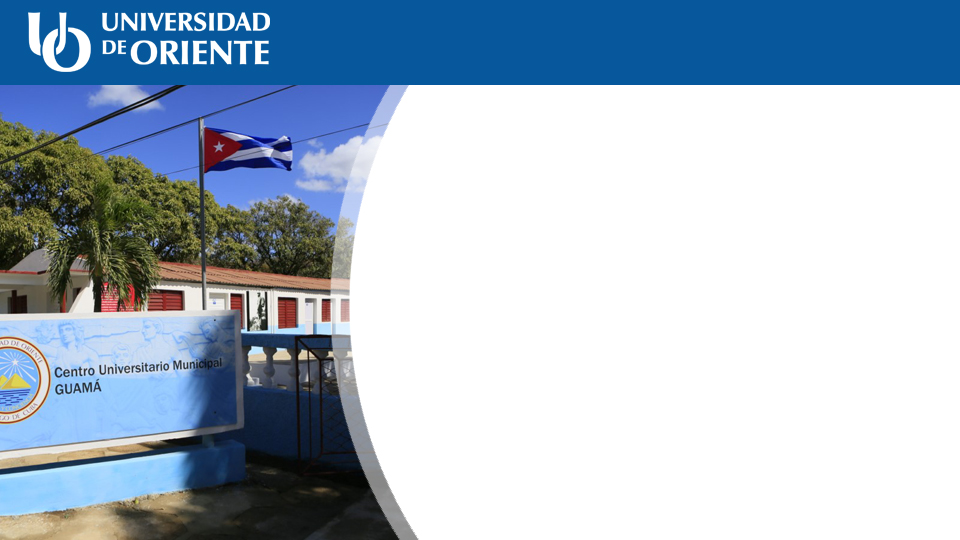 UNIVERSIDAD
DE ORIENTE
Centro Universitario Municipal
GUAMÁ